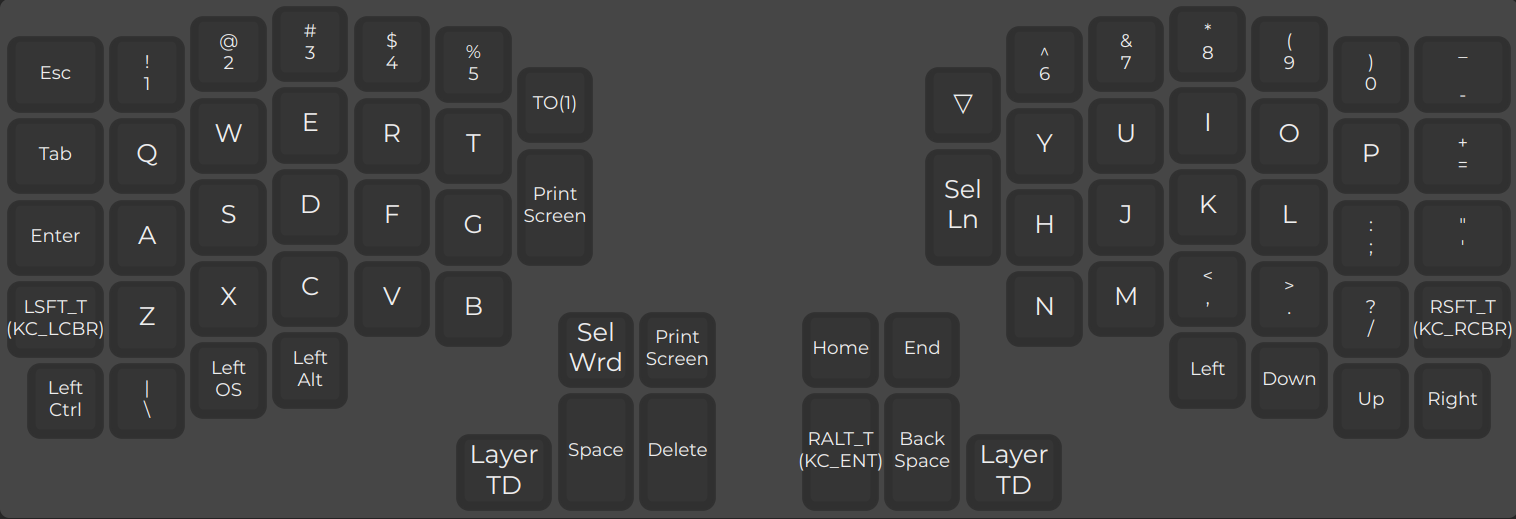 Esc
!
1
@
2
#
3
$
4
%
5
TO(1)
Tab
Q
W
E
R
T
Print
Screen
Enter
A
S
D
F
G
LSFT_T
(KC_LCBR)
Z
X
C
V
B
Left
Ctrl
|
\
Left
OS
Left
Alt
Sel
Wrd
Print
Screen
Layer
TD
Space
Delete
▽
^
6
&
7
*
8
(
9
)
0
_
-
Sel
Ln
Y
U
I
O
P
+
=
H
J
K
L
:
;
"
'
N
M
<
,
>
.
?
/
RSFT_T
(KC_RCBR)
Left
Down
Up
Right
Home
End
RALT_T
(KC_ENT)
Back
Space
Layer
TD